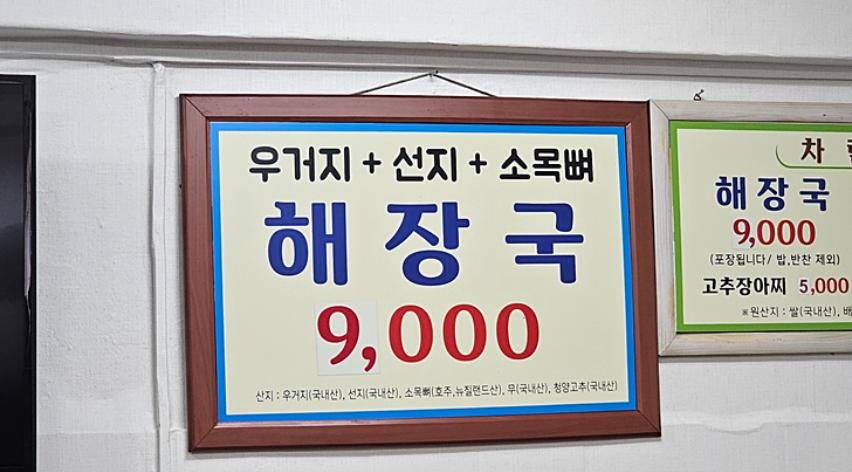 우거지 + 선지 + 소목뼈
해장국
9,000
산지 : 우거지(국내산), 선지(국내산), 소목뼈(호주,뉴질랜드산), 무(국내산), 청양고추(국내산)
차
해장국
9,000
(포장됩니다/ 밥,반찬 제외)
고추장아찌 5,000
※원산지 : 쌀(국내산), 배